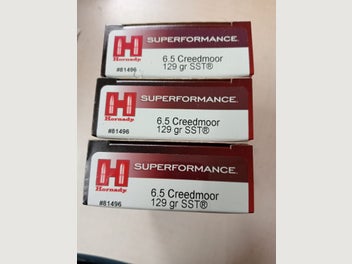 SUPERFORMANCE
6.5 Creedmoor
129 gr SST®
Hornady
#81496
SUPERFORMANCE.
6.5 Creedmoor
129 gr SST®
Hornady
#81496
SUPERFORMANCE.
6.5 Creedmoor
129 gr SST®
Hornady
#81496